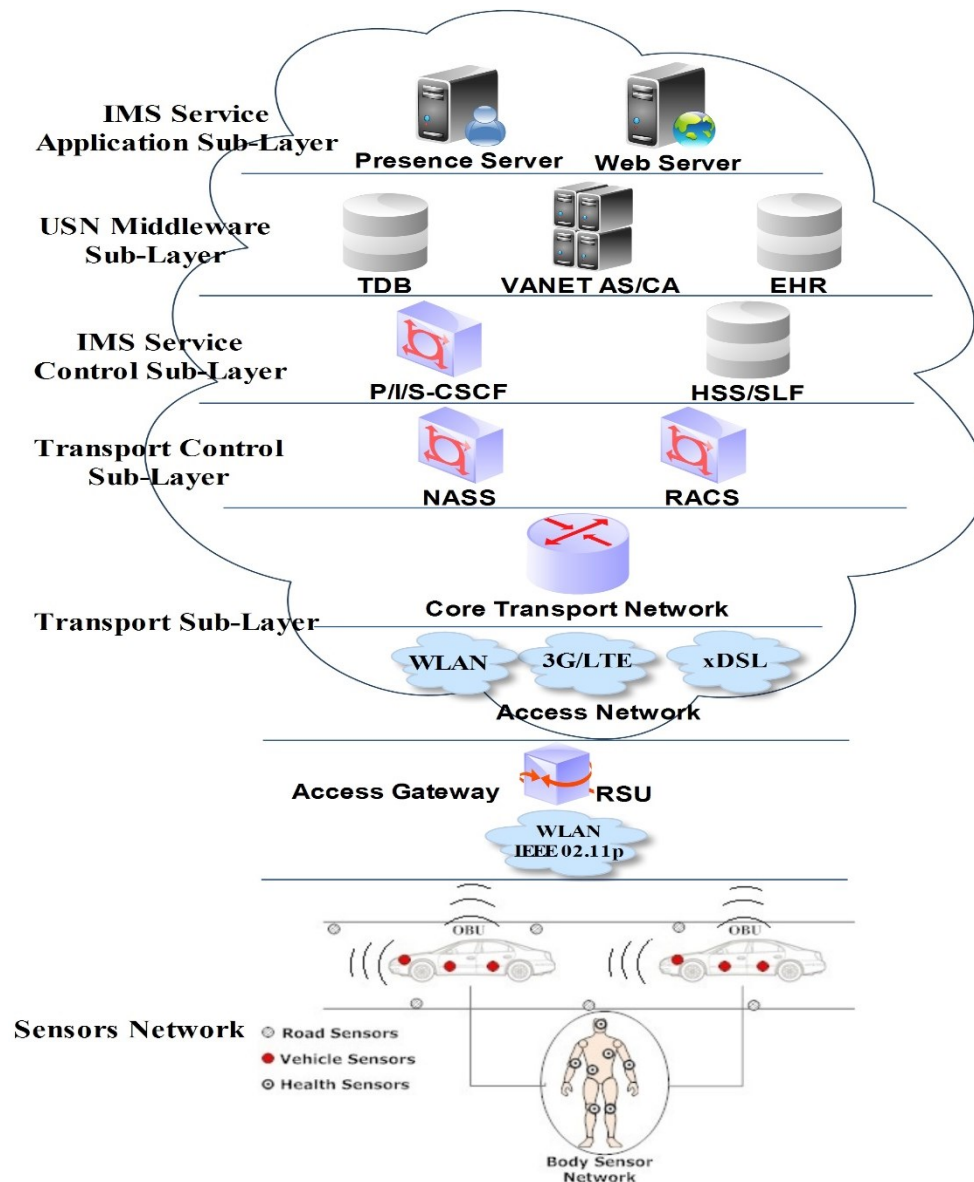 IMS Service
Application Sub-Layer
Presence Server
Web Server
USN Middleware
Sub-Layer
TDB
VANET AS/CA
EHR
IMS Service
Control Sub-Layer
P/I/S-CSCF
HSS/SLF
Transport Control
Sub-Layer
NASS
RACS
Core Transport Network
Transport Sub-Layer
WLAN
3G/LTE
xDSL
Access Network
Access Gateway
RSU
WLAN
IEEE 02.11p
OBU
OBU
Sensors Network
Road Sensors
Vehicle Sensors
Health Sensors
Body Sensor
Network